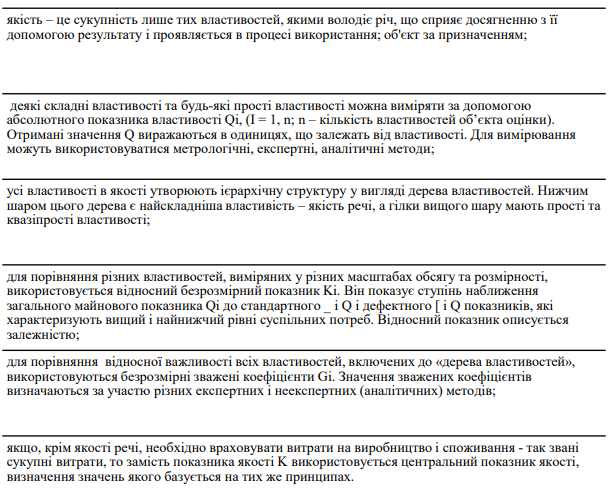 якість – це сукупність лише тих властивостей, якими володіє річ, що сприяє досягненню з її
допомогою результату і проявляється в процесі використання; об'єкт за призначенням;
деякі складні властивості та будь-які прості властивості можна виміряти за допомогою
абсолютного показника властивості Qi, (I = 1, n; n – кількість властивостей об’єкта оцінки).
Отримані значення Q виражаються в одиницях, що залежать від властивості. Для вимірювання
можуть використовуватися метрологічні, експертні, аналітичні методи;
усі властивості в якості утворюють ієрархічну структуру у вигляді дерева властивостей. Нижчим
шаром цього дерева є найскладніша властивість – якість речі, а гілки вищого шару мають прості та
квазіпрості властивості;
для порівняння різних властивостей, виміряних у різних масштабах обсягу та розмірності,
використовується відносний безрозмірний показник Ki. Він показує ступінь наближення
загального майнового показника Qi до стандартного _ і Q і дефектного [ і Q показників, які
характеризують вищий і найнижчий рівні суспільних потреб. Відносний показник описується
залежністю;
для порівняння відносної важливості всіх властивостей, включених до «дерева властивостей»,
використовуються безрозмірні зважені коефіцієнти Gi. Значення зважених коефіцієнтів
визначаються за участю різних експертних і неекспертних (аналітичних) методів;
якщо, крім якості речі, необхідно враховувати витрати на виробництво і споживання - так звані
сукупні витрати, то замість показника якості K використовується центральний показник якості,
визначення значень якого базується на тих же принципах.